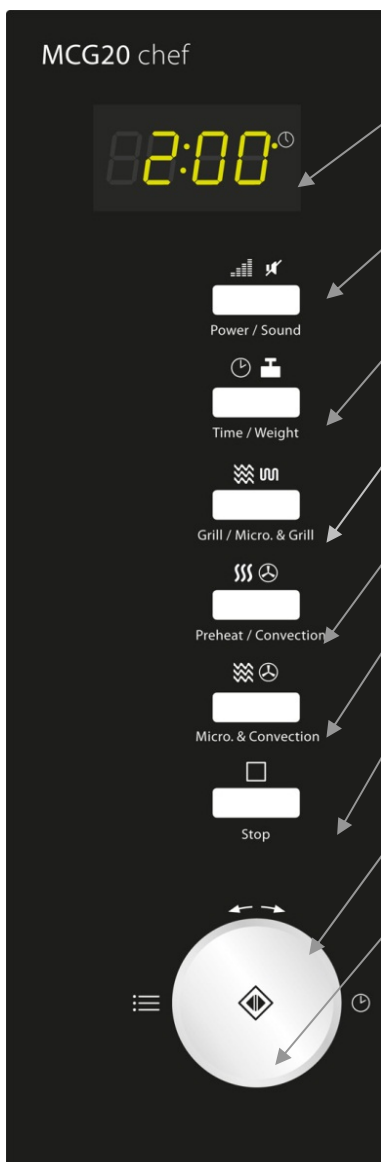 MCG20 chef
2:00
Power / Sound
Time / Weight
Grill / Micro. & Grill
Preheat / Convection
Micro. & Convection
Stop